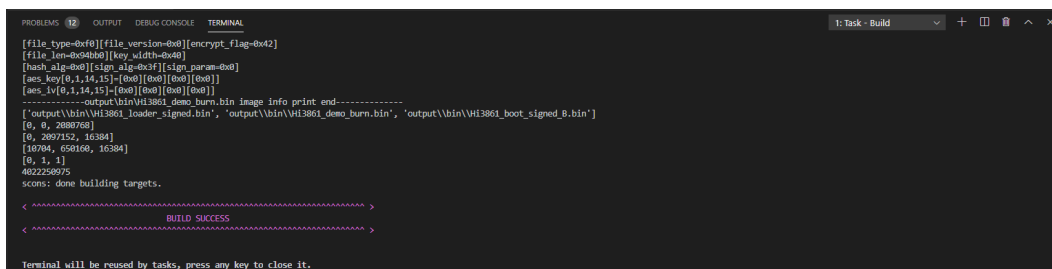 PROBLEMS 12 OUTPUT DEBUG CONSOLE TERMINAL 1: Task - Build
[file_type=0xf0][file_version=0x0][encrypt_flag=0x42]
[file_len=0x94bb0][key_width=0x40]
[hash_alg=0x0][sign_alg=0x3f][sign_param=0x0]
[aes_key[0,1,14,15]=[0x0][0x0][0x0][0x0]]
[aes_iv[0,1,14,15]=[0x0][0x0][0x0][0x0]]
-------------output\bin\Hi3861_demo_burn.bin image info print end--------------
['output\\bin\\Hi3861_loader_signed.bin', 'output\\bin\\Hi3861_demo_burn.bin', 'output\\bin\\Hi3861_boot_signed_B.bin']
[0, 0, 2080768]
[0, 2097152, 16384]
[10704, 650160, 16384]
[0, 1, 1]
4022250975
scons: done building targets.
< ^^^^^^^^^^^^^^^^^^^^^^^^^^^^^^^^^^^^^^^^^^^^^^^^^^^^^^^^^^^^^^^^^^^^^ >
BUILD SUCCESS
< ^^^^^^^^^^^^^^^^^^^^^^^^^^^^^^^^^^^^^^^^^^^^^^^^^^^^^^^^^^^^^^^^^^^^^ >
Terminal will be reused by tasks, press any key to close it.